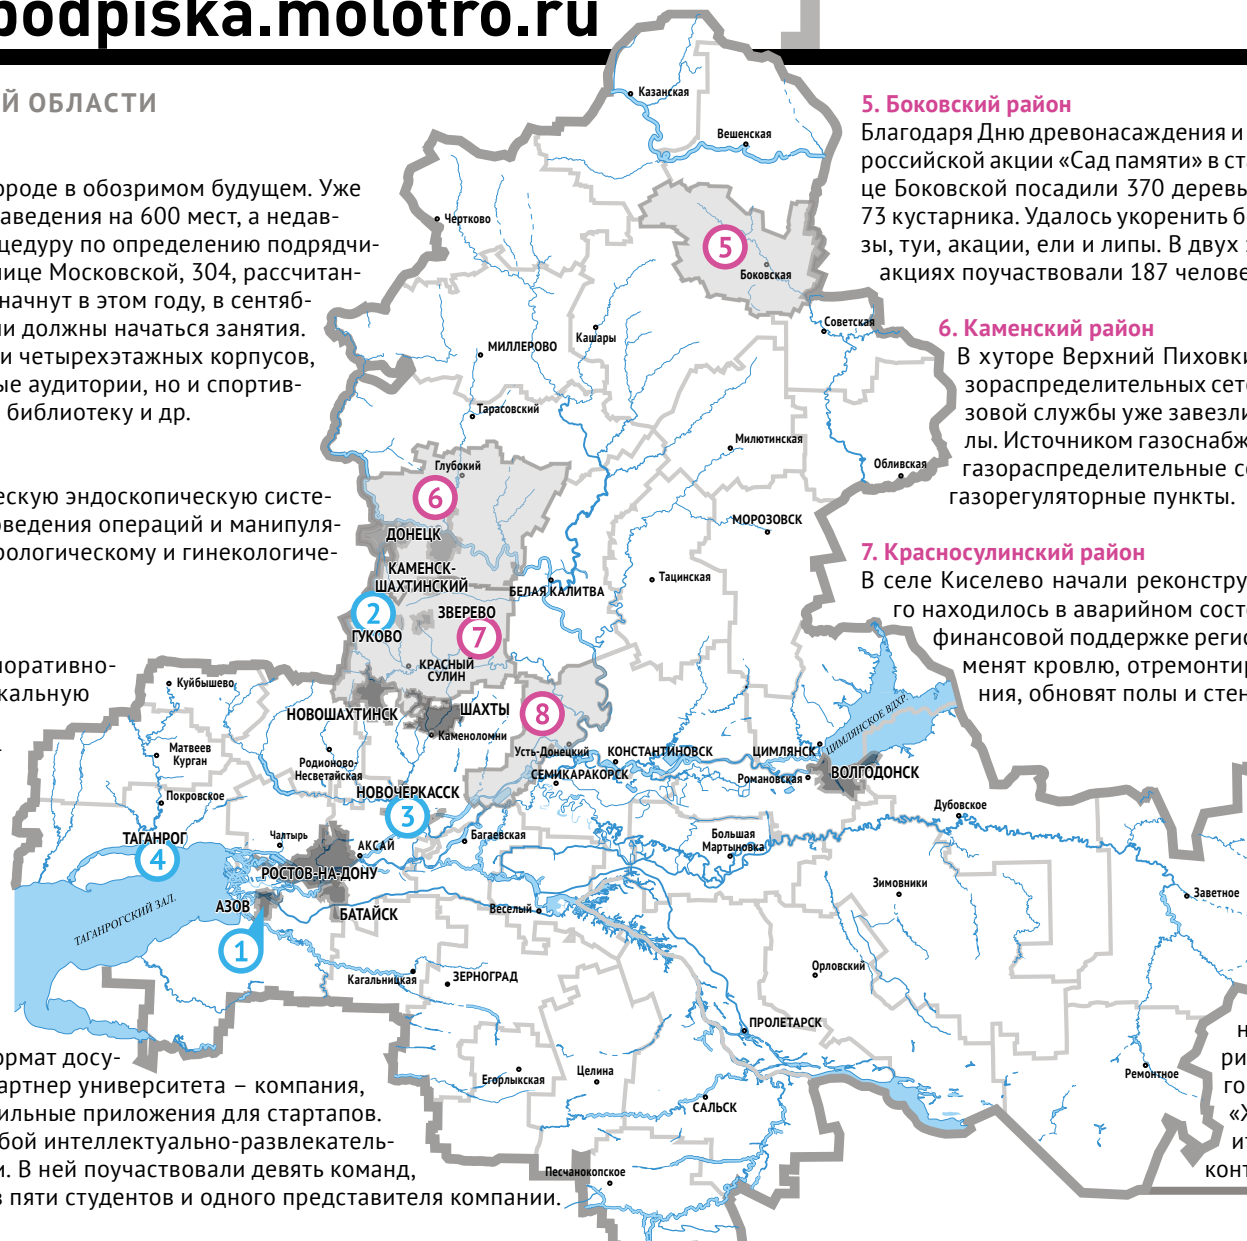 podpiska.molotro.ru
Й ОБЛАСТИ
ороде в обозримом будущем. Уже
аведения на 600 мест, а недав-
цедуру по определению подрядчи-
лице Московской, 304, рассчитан-
начнут в этом году, в сентяб-
ии должны начаться занятия.
и четырехэтажных корпусов,
ые аудитории, но и спортив-
библиотеку и др.
ескую эндоскопическую систе-
оведения операций и манипуля-
рологическому и гинекологиче-
поративно-
кальную
ормат досу-
артнер университета – компания,
ильные приложения для стартапов.
бой интеллектуально-развлекатель-
и. В ней поучаствовали девять команд,
в пяти студентов и одного представителя компании.
5. Боковский район
Благодаря Дню древонасаждения и
российской акции «Сад памяти» в ст
це Боковской посадили 370 деревь
73 кустарника. Удалось укоренить б
зы, туи, акации, ели и липы. В двух
акциях поучаствовали 187 челове
6. Каменский район
В хуторе Верхний Пиховки
зораспределительных сет
зовой службы уже завезли
лы. Источником газоснабж
газораспределительные с
газорегуляторные пункты.
7. Красносулинский район
В селе Киселево начали реконстру
го находилось в аварийном сост
финансовой поддержке регио
менят кровлю, отремонтир
ния, обновят полы и стен
н
ри
го
«Х
ит
конт
Казанская
Вешенская
Чертково
5
Боковская
Советская
Кашары
МИЛЛЕРОВО
Тарасовский
Милютинская
Обливская
Глубокий
6
ДОНЕЦК
МОРОЗОВСК
КАМЕНСК-
ШАХТИНСКИЙ
БЕЛАЯ КАЛИТВА
Тацинская
2
ЗВЕРЕВО
ГУКОВО
7
КРАСНЫЙ
СУЛИН
Куйбышево
НОВОШАХТИНСК
ШАХТЫ
8
Каменоломни
ЦИМЛЯНСКОЕ ВДХР.
Матвеев
Курган
Родионово-
Несветайская
Усть-Донецкий
КОНСТАНТИНОВСК
ЦИМЛЯНСК
СЕМИКАРАКОРСК
Романовская
ВОЛГОДОНСК
Покровское
НОВОЧЕРКАССК
3
Дубовское
ТАГАНРОГ
4
Чалтырь
АКСАЙ
Багаевская
Большая
Мартыновка
РОСТОВ-НА-ДОНУ
Зимовники
Заветное
АЗОВ
БАТАЙСК
Веселый
ТАГАНРОГСКИЙ ЗАЛ.
1
Кагальницкая
ЗЕРНОГРАД
Орловский
ПРОЛЕТАРСК
Егорлыкская
Целина
Ремонтное
САЛЬСК
Песчанокопское